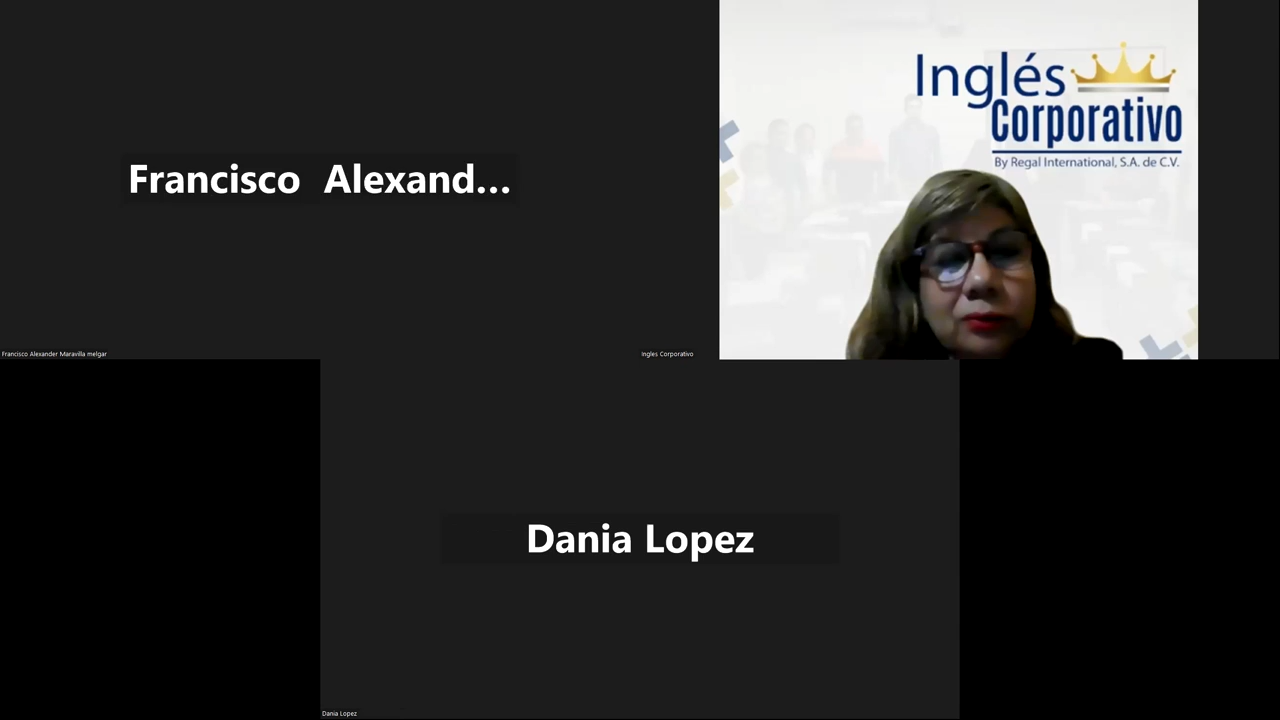 Francisco Alexand...
Francisco Alexander Maravilla melgar
Inglés
Corporativo
By Regal International, S.A. de C.V.
Ingles Corporativo
Dania Lopez
Dania Lopez